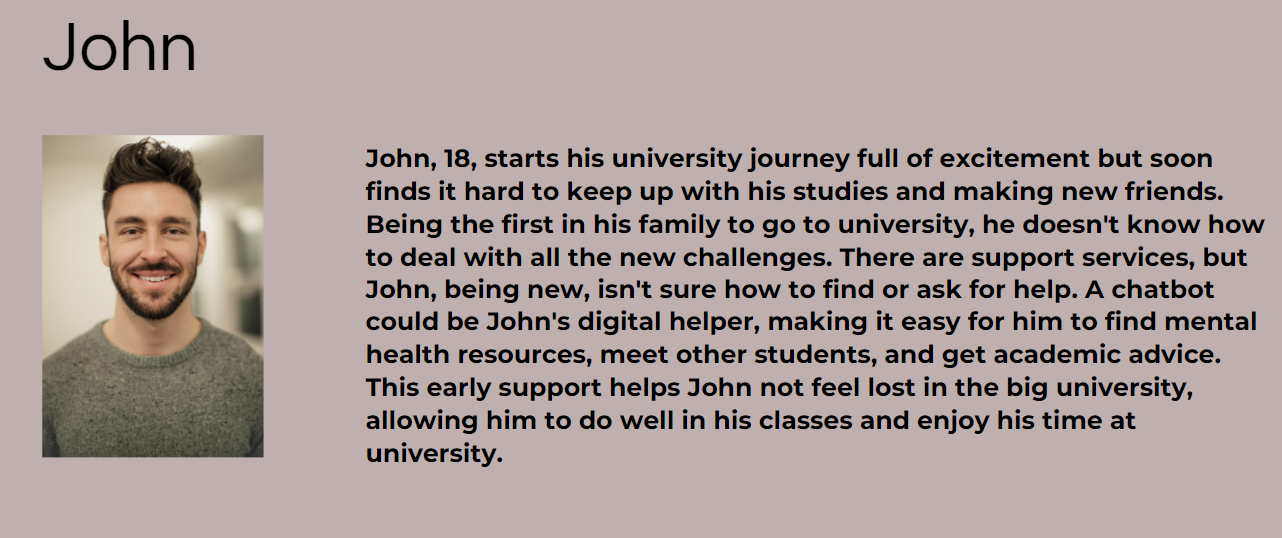 John
John, 18, starts his university journey full of excitement but soon
finds it hard to keep up with his studies and making new friends.
Being the first in his family to go to university, he doesn't know how
to deal with all the new challenges. There are support services, but
John, being new, isn't sure how to find or ask for help. A chatbot
could be John's digital helper, making it easy for him to find mental
health resources, meet other students, and get academic advice.
This early support helps John not feel lost in the big university,
allowing him to do well in his classes and enjoy his time at
university.